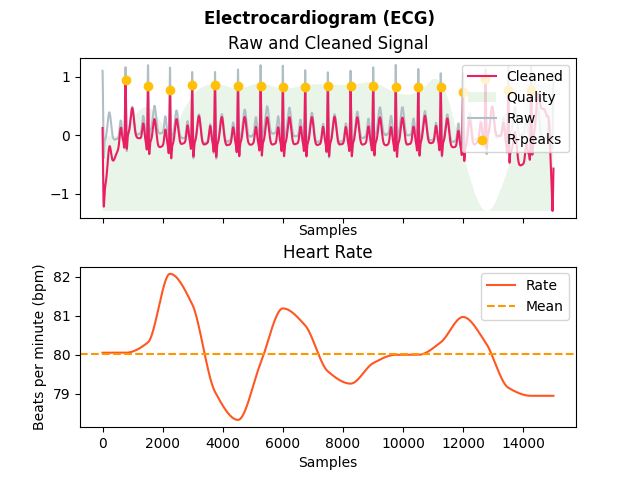 Electrocardiogram (ECG)
Raw and Cleaned Signal
1
0
−1
Cleaned
Quality
Raw
R-peaks
Samples
Heart Rate
Beats per minute (bpm)
82
81
80
79
Rate
Mean
0 2000 4000 6000 8000 10000 12000 14000
Samples